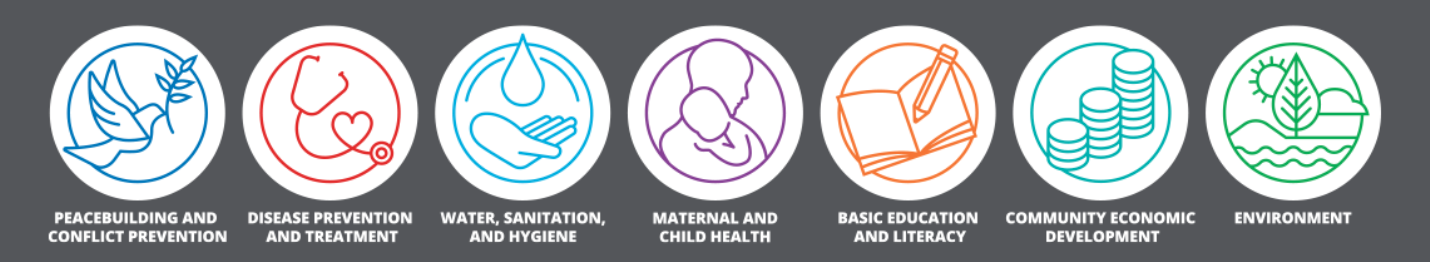 PEACEBUILDING AND
CONFLICT PREVENTION
DISEASE PREVENTION
AND TREATMENT
WATER, SANITATION,
AND HYGIENE
MATERNAL AND
CHILD HEALTH
BASIC EDUCATION
AND LITERACY
COMMUNITY ECONOMIC
DEVELOPMENT
ENVIRONMENT